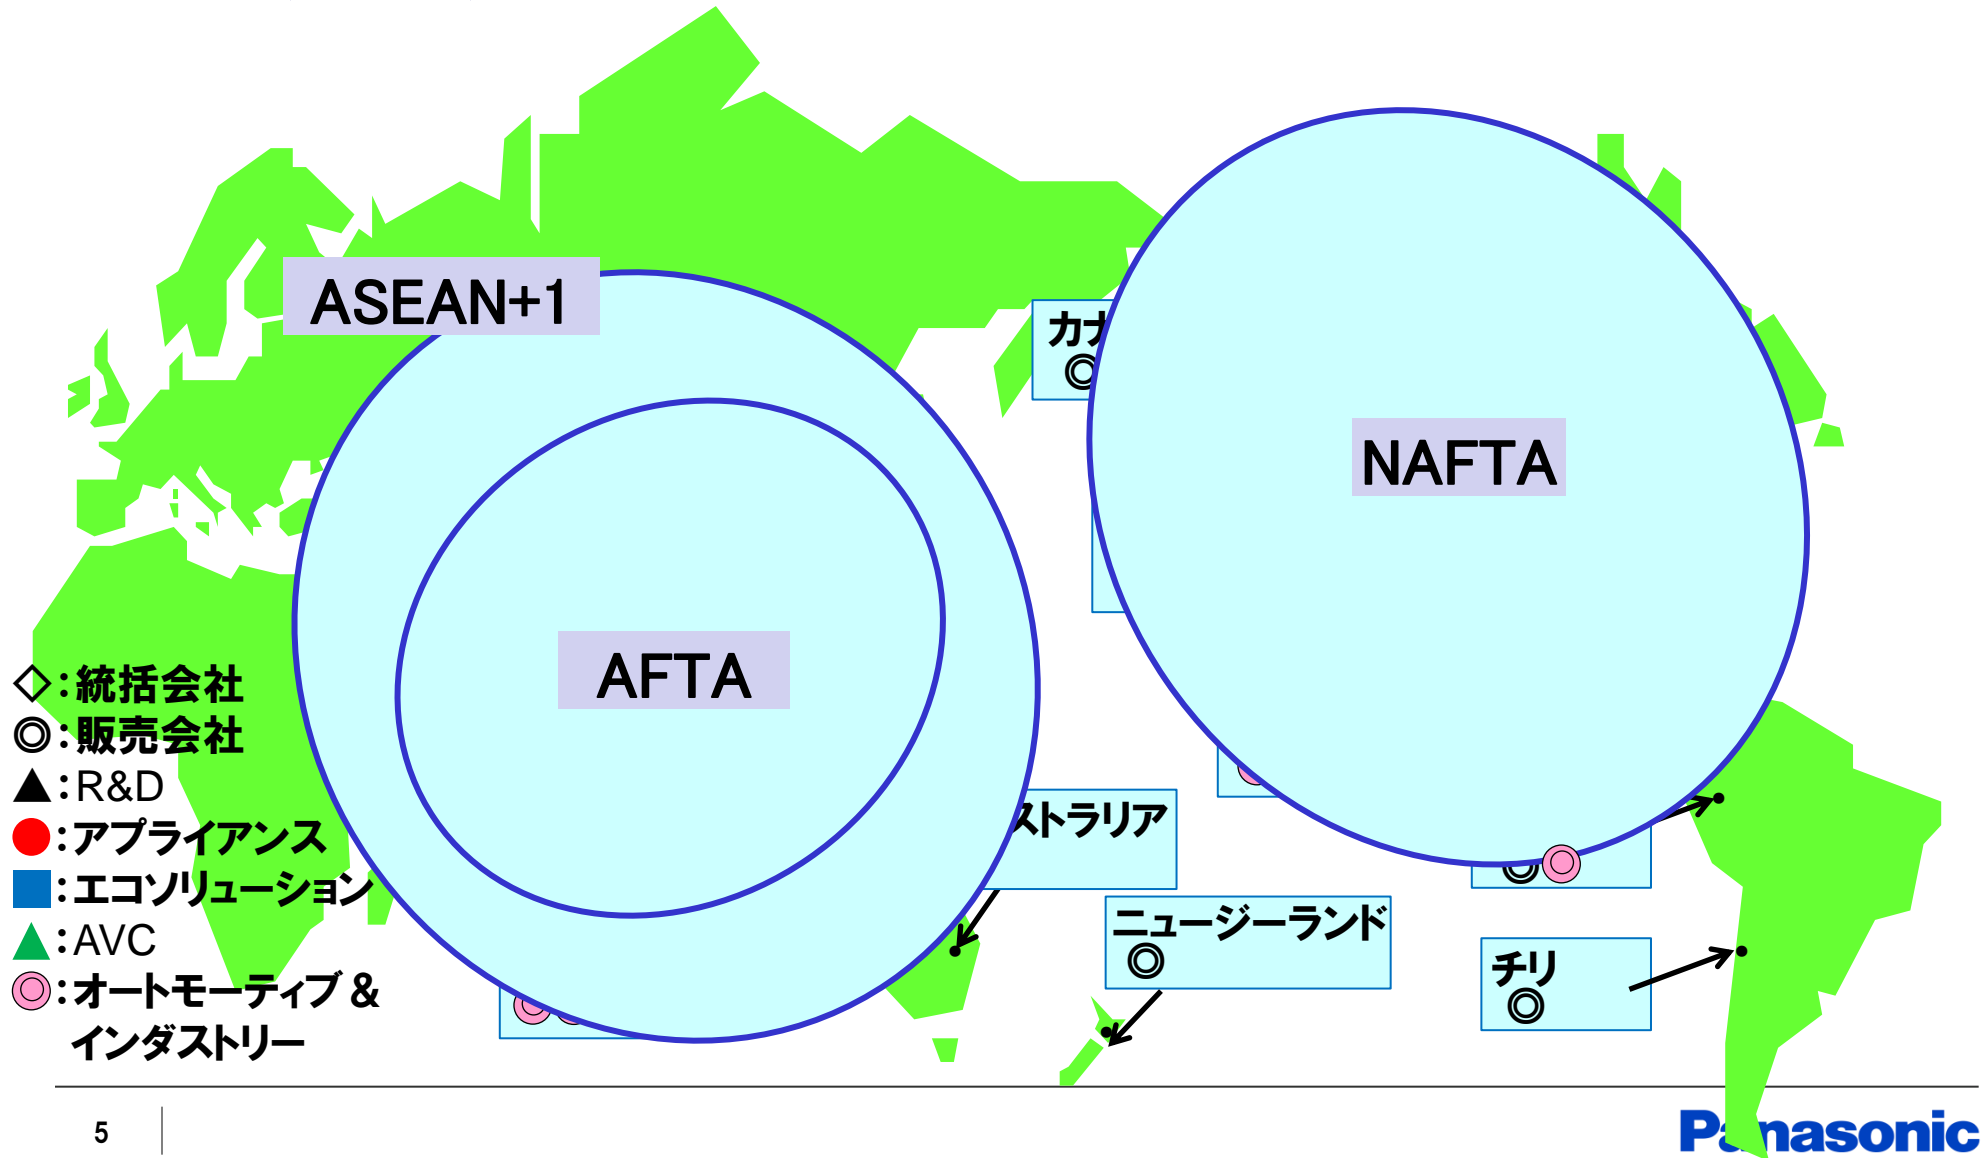 ASEAN+1
カナ
NAFTA
AFTA
◇:統括会社
◎:販売会社
▲:R&D
●:アプライアンス
■:エコソリューション
▲:AVC
◎:オートモーティブ &
インダストリー
ストラリア
◎
ニュージーランド
◎
チリ
◎
5
Panasonic